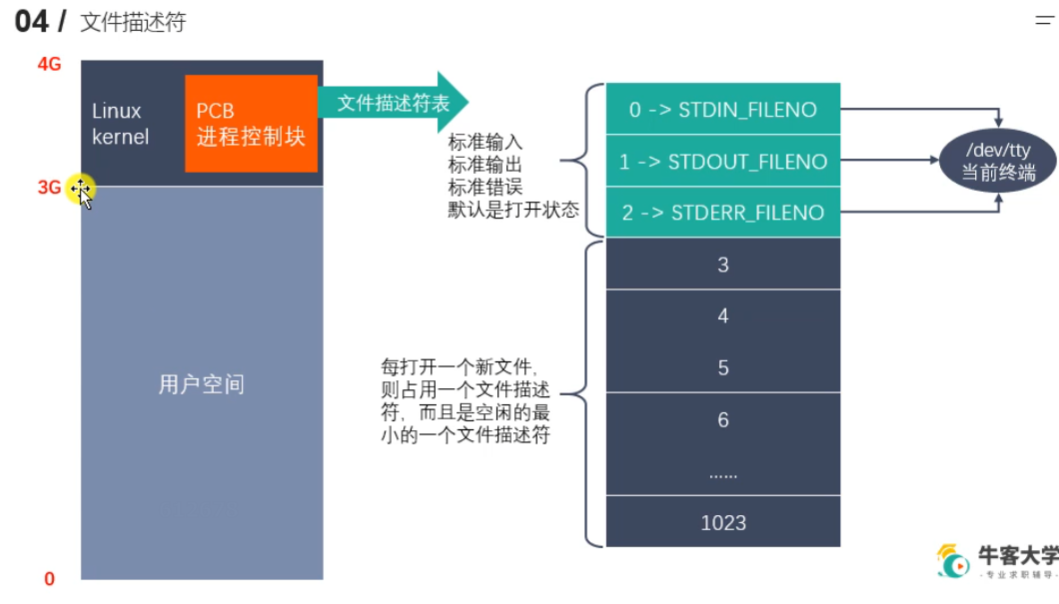 04 / 文件描述符
4G
Linux
kernel
PCB
进程控制块
文件描述符表
3G
用户空间
0
标准输入
标准输出
标准错误
默认是打开状态
0 -> STDIN_FILENO
1 -> STDOUT_FILENO
2 -> STDERR_FILENO
/dev/tty
当前终端
每打开一个新文件,
则占用一个文件描述
符, 而且是空闲的最
小的一个文件描述符
3
4
5
6
......
1023
牛客大学
·专业求职辅导·